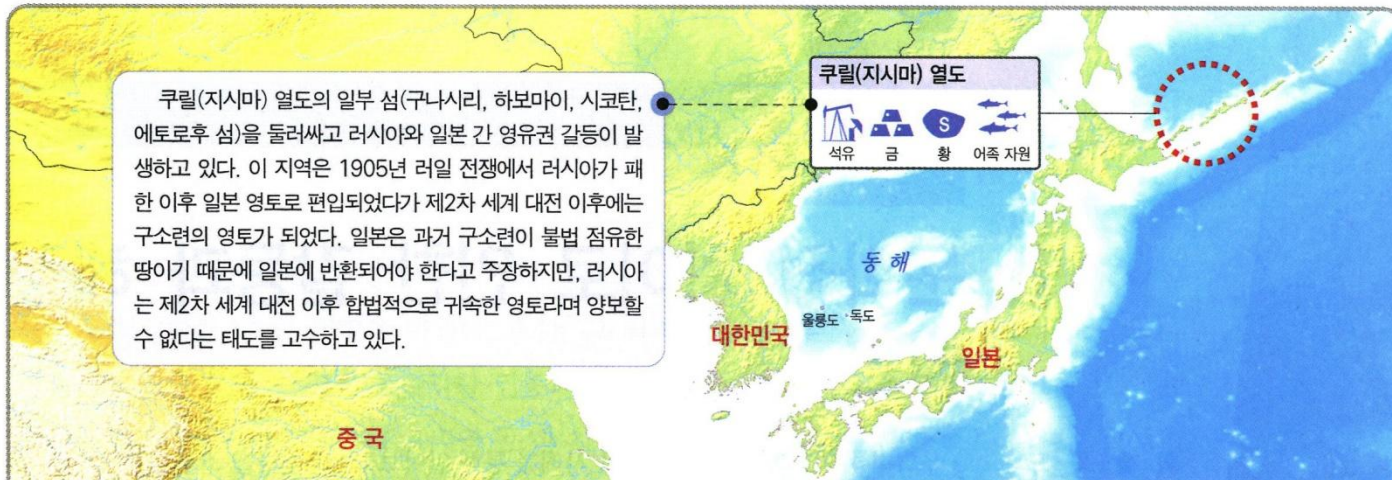 쿠릴(지시마) 열도의 일부 섬(구나시리, 하보마이, 시코탄,
에토로후 섬)을 둘러싸고 러시아와 일본 간 영유권 갈등이 발
생하고 있다. 이 지역은 1905년 러일 전쟁에서 러시아가 패
한 이후 일본 영토로 편입되었다가 제2차 세계 대전 이후에는
구소련의 영토가 되었다. 일본은 과거 구소련이 불법 점유한
땅이기 때문에 일본에 반환되어야 한다고 주장하지만, 러시아
는 제2차 세계 대전 이후 합법적으로 귀속한 영토라며 양보할
수 없다는 태도를 고수하고 있다.
쿠릴(지시마) 열도
S
석유 금 황 어족 자원
동해
울릉도 독도
대한민국
일본
중국